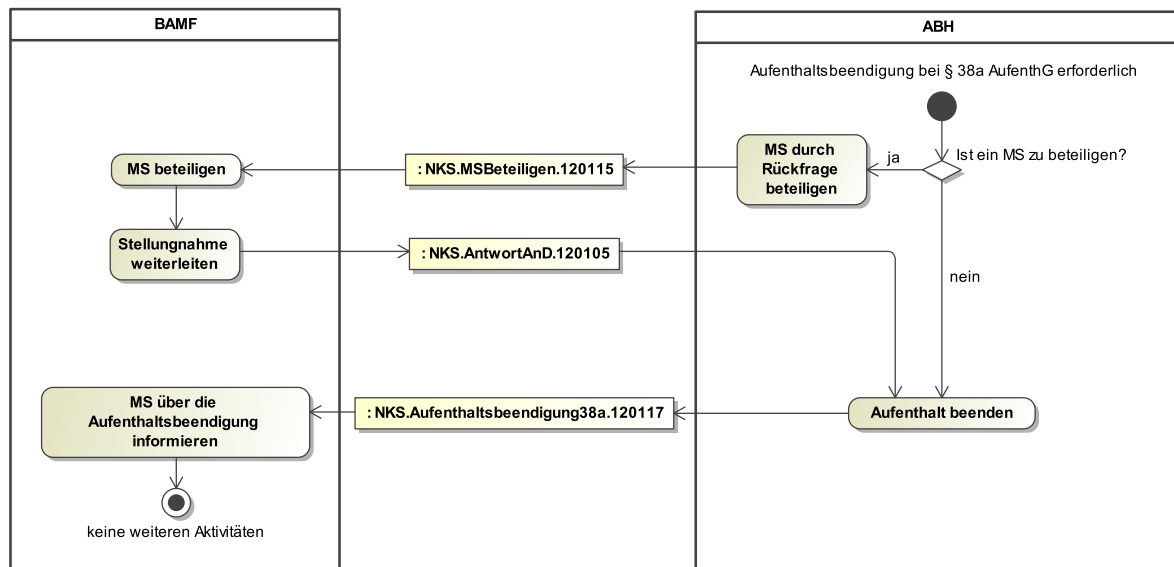 BAMF
ABH
Aufenthaltsbeendigung bei § 38a AufenthG erforderlich
Ist ein MS zu beteiligen?
ja
MS durch
Rückfrage
beteiligen
: NKS.MSBeteiligen.120115
MS beteiligen
Stellungnahme
weiterleiten
: NKS.AntwortAnD.120105
nein
Aufenthalt beenden
: NKS.Aufenthaltsbeendigung38a.120117
MS über die
Aufenthaltsbeendigung
informieren
keine weiteren Aktivitäten